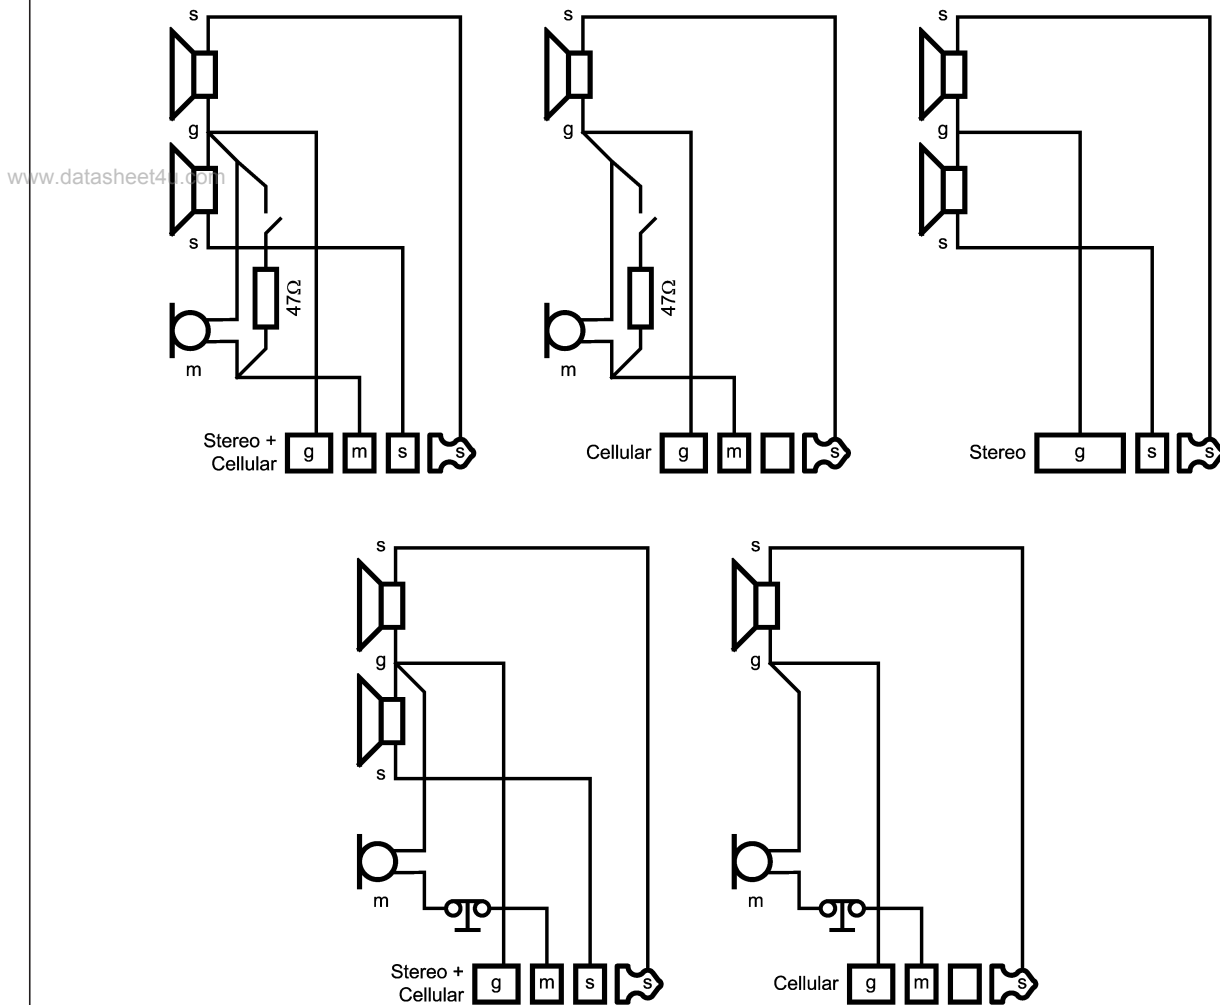 s
s
s
g
g
g
www.datasheet4u.com
s
s
47Ω
47Ω
m
m
Stereo +
Cellular
g m s s
Cellular
g m s
Stereo
g s s
s
s
g
g
s
m
m
Stereo +
Cellular
g m s s
Cellular
g m s